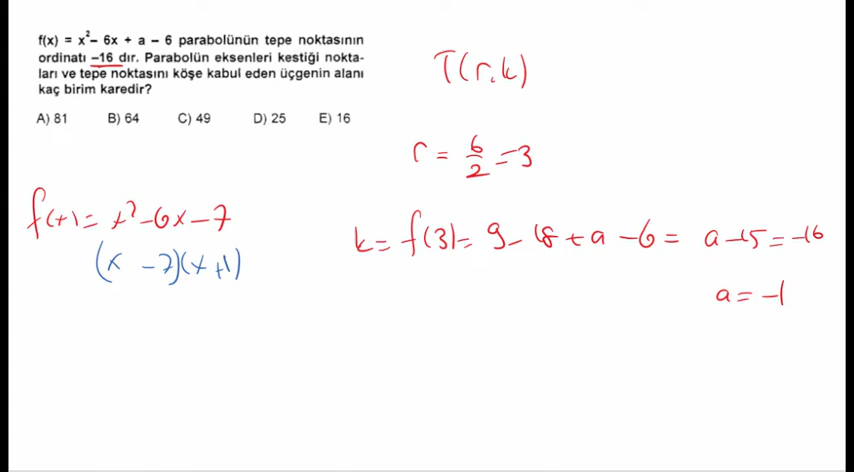 f(x) = x² – 6x + a – 6 parabolünün tepe noktasının
ordinatı –16 dır. Parabolün eksenleri kestiği nokta-
ları ve tepe noktasını köşe kabul eden üçgenin alanı
kaç birim karedir?
A) 81 B) 64 C) 49 D) 25 E) 16
T(r,k)
r = 6/2 = 3
f(x) = x² – 6x – 7
(x – 7)(x + 1)
k = f(3) = 9 – 18 + a – 6 = a – 15 = –16
a = –1